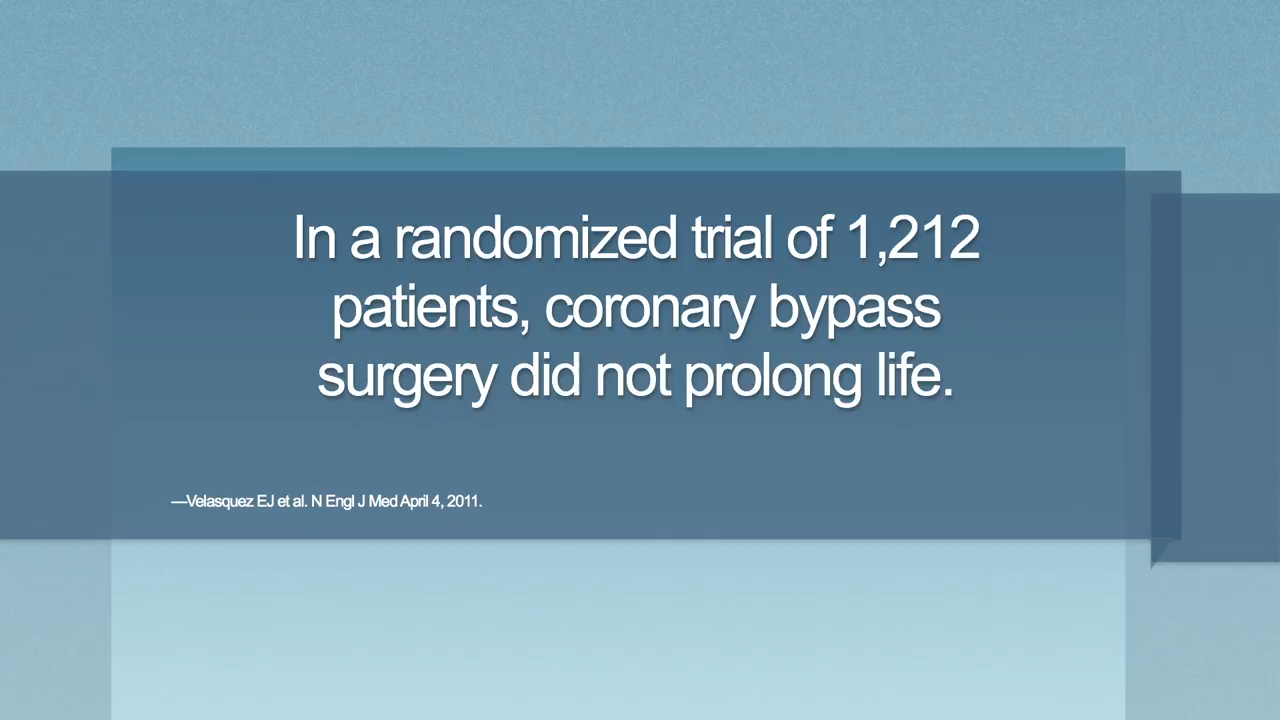 In a randomized trial of 1,212
patients, coronary bypass
surgery did not prolong life.
—Velasquez EJ et al. N Engl J Med April 4, 2011.